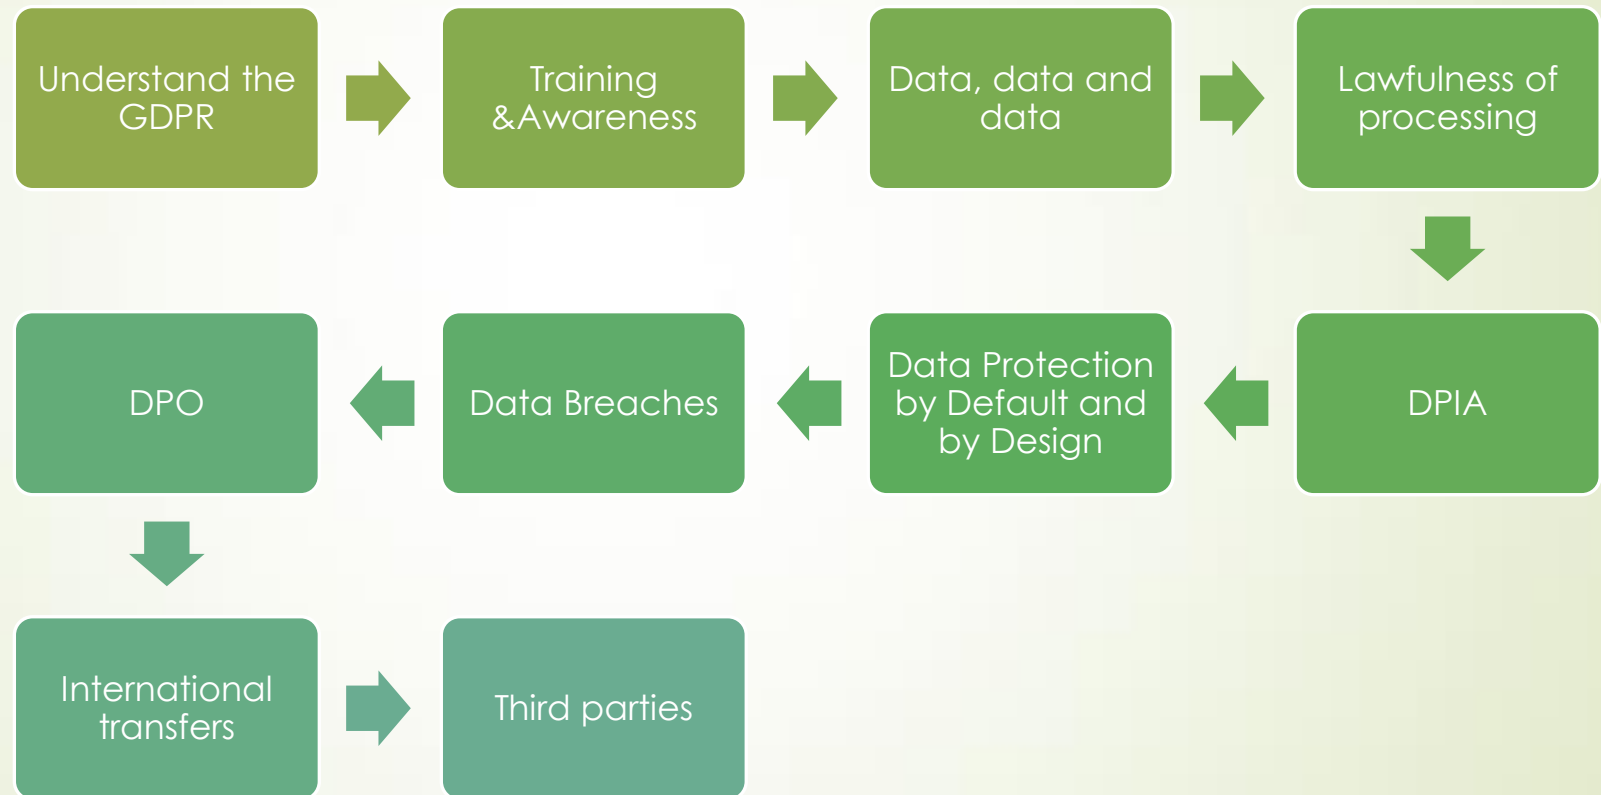 Understand the
GDPR
Training
&Awareness
Data, data and
data
Lawfulness of
processing
DPIA
Data Protection
by Default and
by Design
Data Breaches
DPO
International
transfers
Third parties